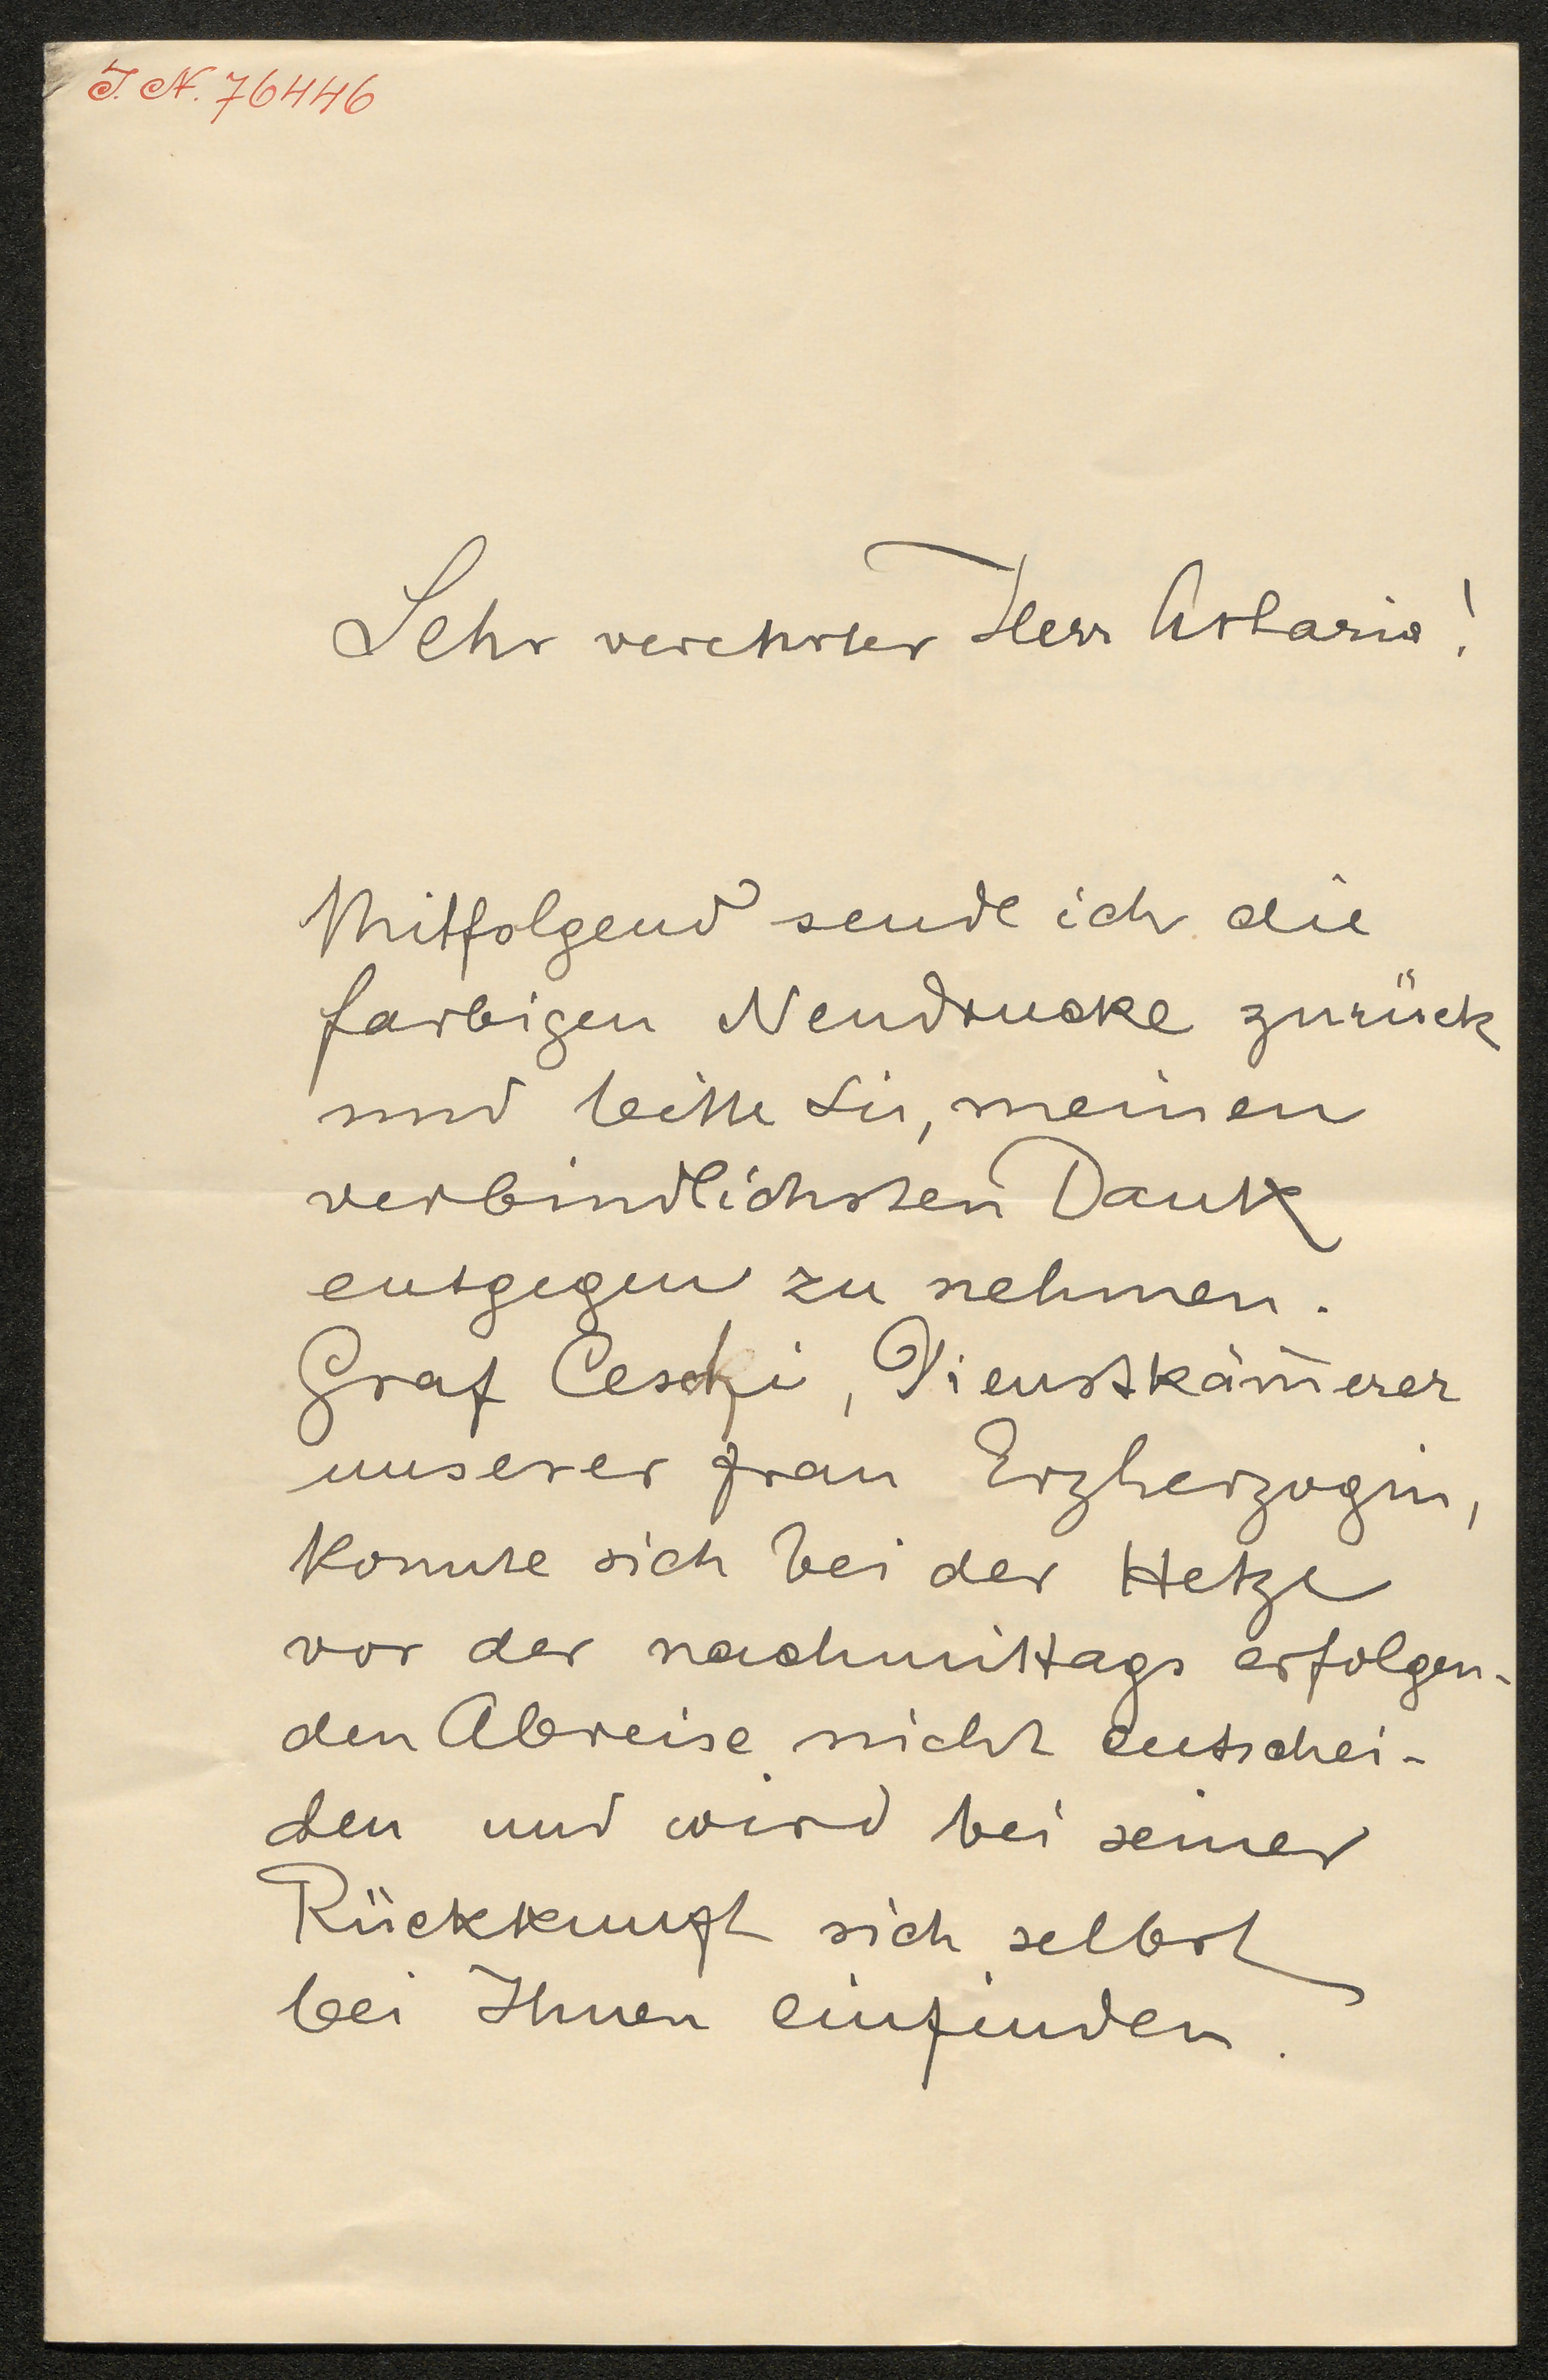 J. N. 76446
Sehr verehrter Herr Artaria!
Mitfolgend sende ich die
farbigen Neudrucke zurück
und bitte Sie, meinen
verbindlichsten Dank
entgegen zu nehmen.
Graf Ceschi, Dienstkäm̅erer
unserer Frau Erzherzogin,
konnte sich bei der Hetze
vor der nachmittags erfolgen-
den Abreise nicht entschei-
den und wird bei seiner
Rückkunft sich selbst
bei Ihnen einfinden.